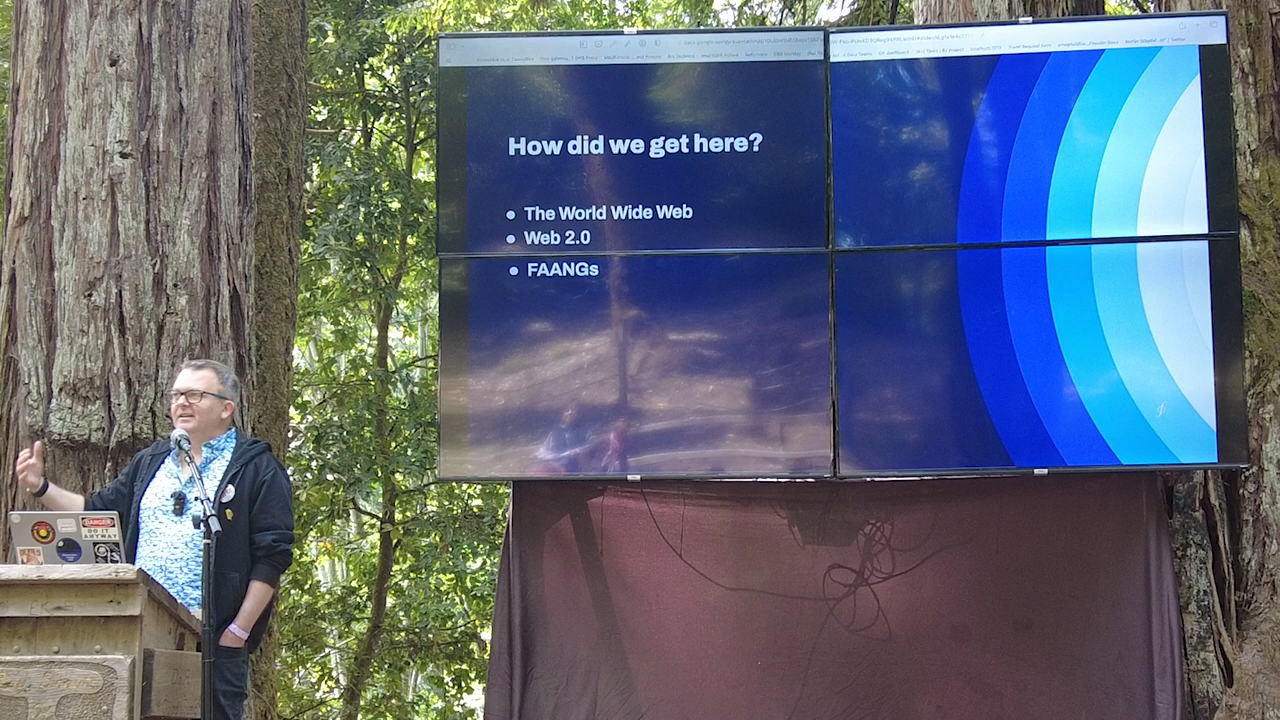 How did we get here?
The World Wide Web
Web 2.0
FAANGs
DANGER
DO IT
ANYWAY